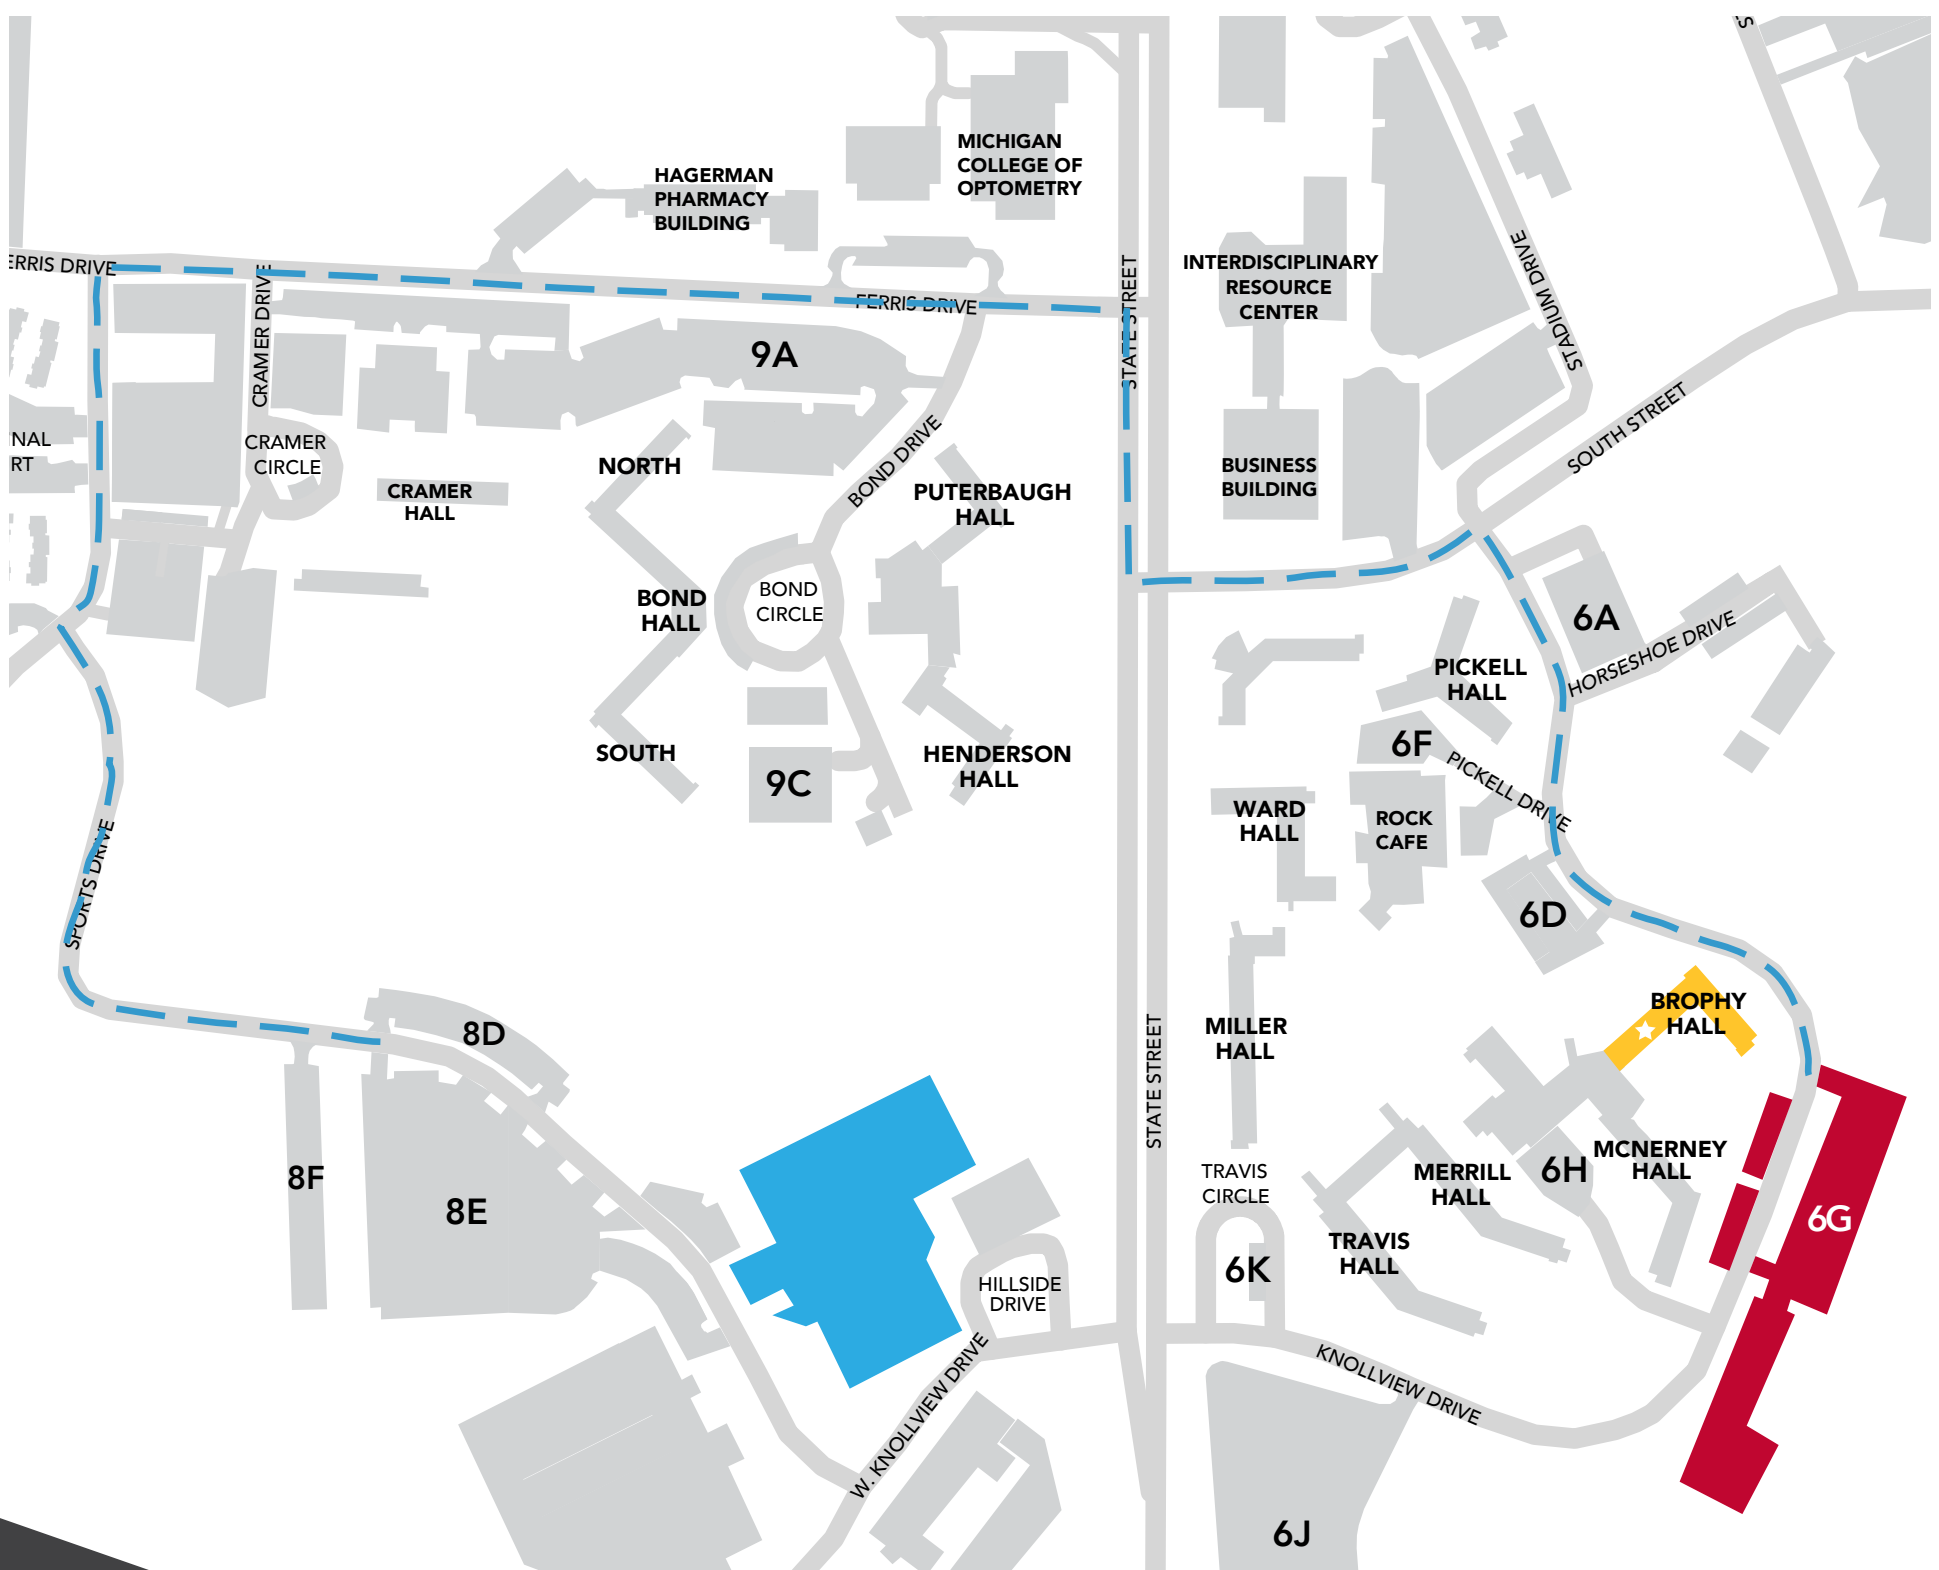 S
MICHIGAN
COLLEGE OF
OPTOMETRY
HAGERMAN
PHARMACY
BUILDING
STADIUM DRIVE
INTERDISCIPLINARY
RESOURCE
CENTER
ERRIS DRIVE
CRAMER DRIVE
FERRIS DRIVE
STATE STREET
9A
SOUTH STREET
NAL
RT
CRAMER
CIRCLE
CRAMER
HALL
NORTH
BOND DRIVE
PUTERBAUGH
HALL
BUSINESS
BUILDING
BOND
HALL
BOND
CIRCLE
6A
HORSESHOE DRIVE
PICKELL
HALL
SOUTH
9C
HENDERSON
HALL
6F
PICKELL DRIVE
WARD
HALL
ROCK
CAFE
SPORTS DRIVE
6D
BROPHY
HALL
8D
MILLER
HALL
STATE STREET
8F
8E
TRAVIS
CIRCLE
MERRILL
HALL
6H
MCNERNEY
HALL
6G
TRAVIS
HALL
6K
HILLSIDE
DRIVE
KNOLLVIEW DRIVE
W. KNOLLVIEW DRIVE
6J